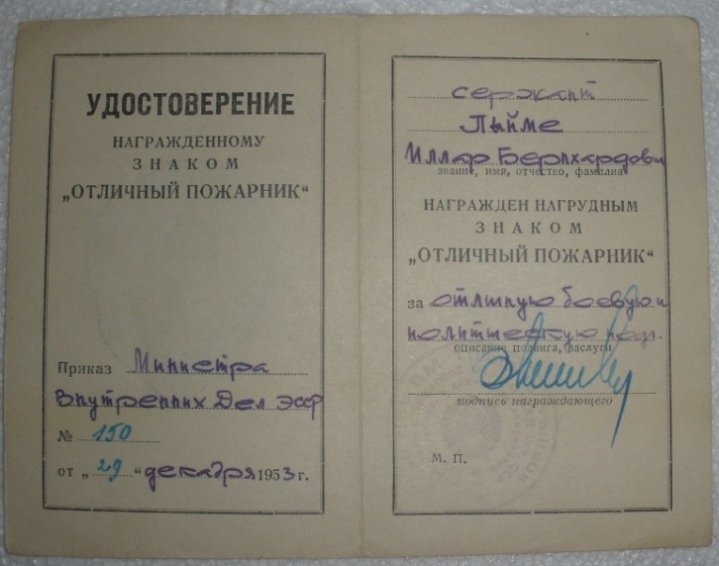 УДОСТОВЕРЕНИЕ
НАГРАЖДЕННОМУ
ЗНАКОМ
„ОТЛИЧНЫЙ ПОЖАРНИК“
Приказ Министра
Внутренних Дел ЭССР
№ 150
от „29“ декабря 1953 г.
сержант
Пыйме
Иллар Бернхардович
звание, имя, отчество, фамилия
НАГРАЖДЕН НАГРУДНЫМ
ЗНАКОМ
„ОТЛИЧНЫЙ ПОЖАРНИК“
за отличную боевую и
политическую подг.
описание подвига, заслуги
подпись награждающего
М. П.